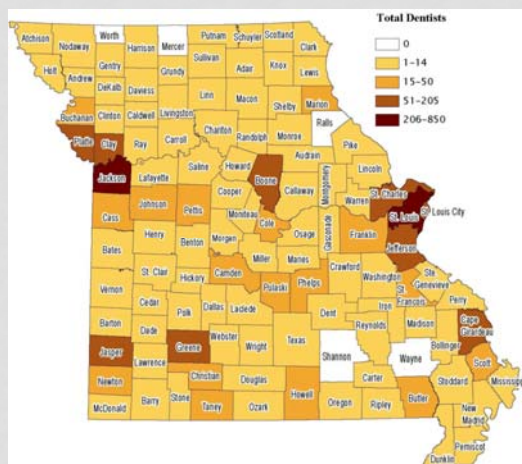 Total Dentists
0
1-14
15-50
51-205
206-850
Atchison
Nodaway
Worth
Harrison
Mercer
Putnam
Schuyler
Scotland
Clark
Holt
Andrew
Gentry
DeKalb
Daviess
Grundy
Sullivan
Adair
Knox
Lewis
Buchanan
Clinton
Caldwell
Livingston
Linn
Macon
Shelby
Marion
Platte
Clay
Ray
Carroll
Chariton
Randolph
Monroe
Ralls
Pike
Jackson
Lafayette
Saline
Howard
Boone
Audrain
Callaway
Montgomery
Lincoln
Warren
St. Charles
St. Louis
St Louis City
Cass
Johnson
Pettis
Cooper
Moniteau
Cole
Osage
Gasconade
Franklin
Jefferson
Bates
Henry
Benton
Morgen
Miller
Maries
Crawford
Washington
St. Francois
Ste Genevieve
Perry
Vernon
St. Clair
Hickory
Camden
Pulaski
Phelps
Dent
Iron
Reynolds
Madison
Bollinger
Cape Girardeau
Barton
Cedar
Polk
Dallas
Laclede
Texas
Shannon
Wayne
Scott
Jasper
Dade
Greene
Webster
Wright
Carter
Stoddard
Mississippi
Newton
Lawrence
Christian
Douglas
Howell
Oregon
Ripley
Butler
New Madrid
McDonald
Barry
Stone
Taney
Ozark
Dunklin
Pemiscot